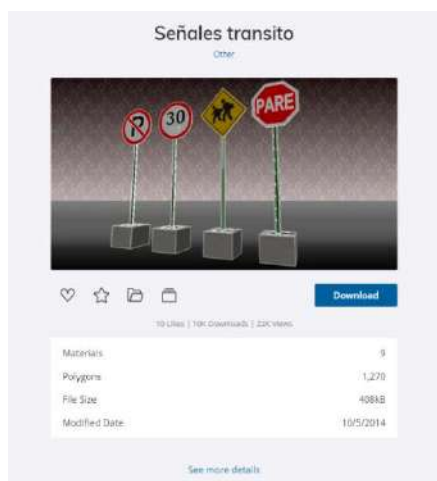 Señales transito
Other
30
PARE
Download
10 Likes | 10K Downloads | 22K Views
Materials 9
Polygons 1,270
File Size 408kB
Modified Date 10/5/2014
See more details